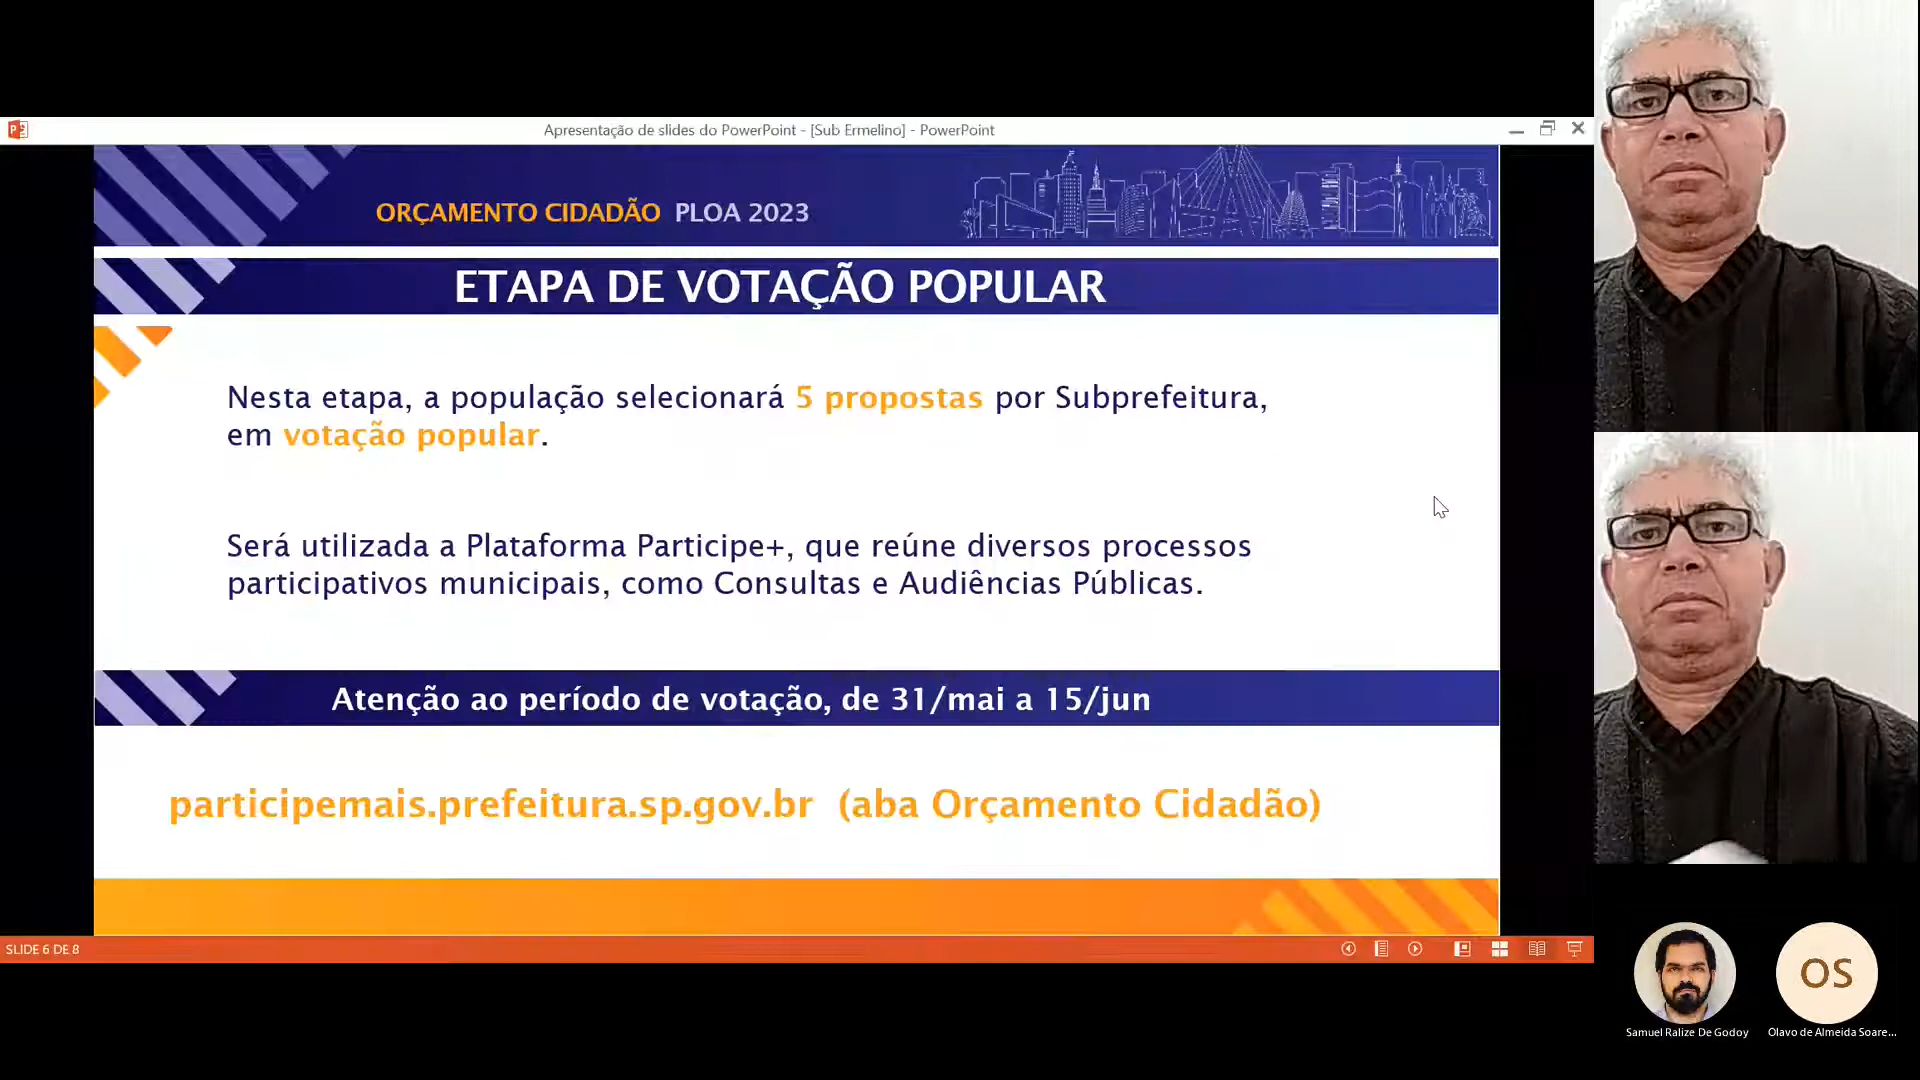 Apresentação de slides do PowerPoint - [Sub Ermelino] - PowerPoint
ORÇAMENTO CIDADÃO PLOA 2023
ETAPA DE VOTAÇÃO POPULAR
Nesta etapa, a população selecionará 5 propostas por Subprefeitura,
em votação popular.
Será utilizada a Plataforma Participe+, que reúne diversos processos
participativos municipais, como Consultas e Audiências Públicas.
Atenção ao período de votação, de 31/mai a 15/jun
participemais.prefeitura.sp.gov.br (aba Orçamento Cidadão)
SLIDE 6 DE 8
OS
Samuel Ralize De Godoy
Olavo de Almeida Soare...